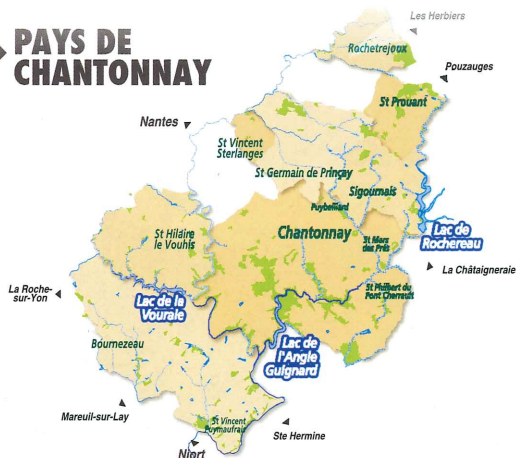 PAYS DE
CHANTONNAY
Les Herbiers
Rochetrejoux
Pouzauges
St Prouant
Nantes
St Vincent
Sterlanges
St Germain de Prinçay
Sigournais
Puybelliard
Chantonnay
St Hilaire
le Vouhis
St Mars
des Prés
Lac de
Rochereau
La Châtaigneraie
La Roche-
sur-Yon
Lac de la
Vouraie
St Philbert du
Pont Charrault
Lac de
l'Angle
Guignard
Bournezeau
Mareuil-sur-Lay
St Vincent
Puymaufrais
Ste Hermine
Niort